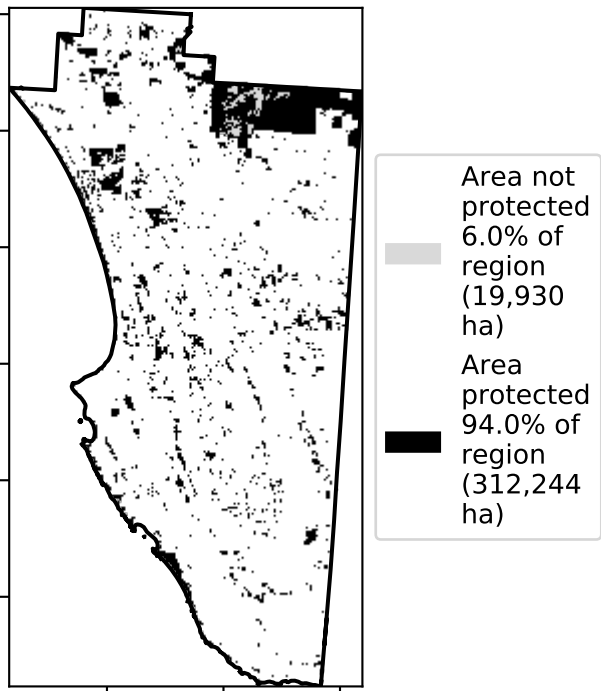 Area not
protected
6.0% of
region
(19,930
ha)
Area
protected
94.0% of
region
(312,244
ha)